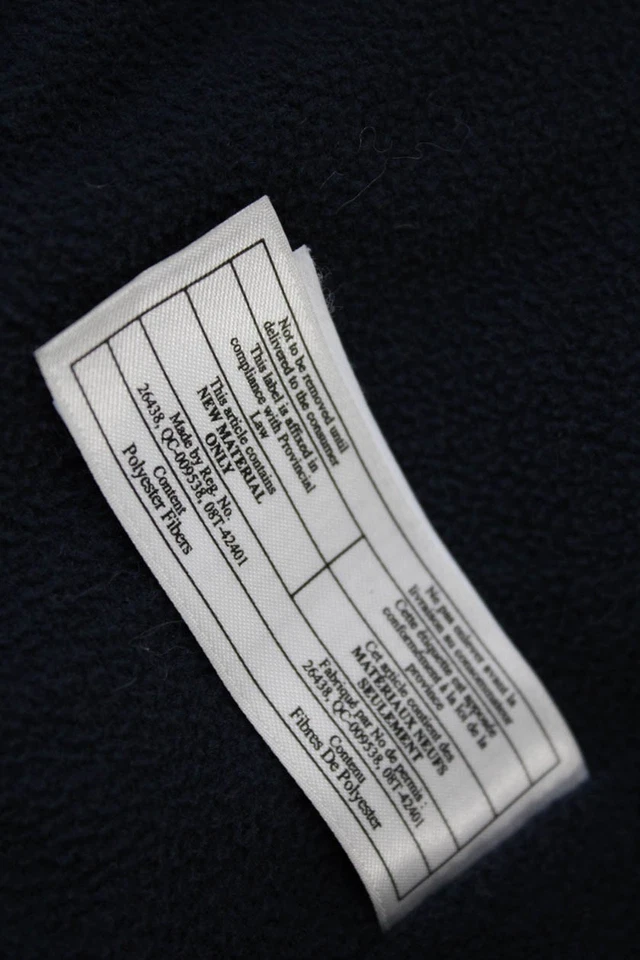 Not to be removed until
delivered to the consumer
This label is affixed in
compliance with Provincial
Law
This article contains
NEW MATERIAL
ONLY
Made by Reg. No.
26438, QC-009538, 08T-42401
Content
Polyester Fibers
Ne pas enlever avant la
livraison au consommateur
Cette étiquette est apposée
conformément à la loi de la
province
Cet article contient des
MATÉRIAUX NEUFS
SEULEMENT
Fabriqué par No de permis :
26438, QC-009538, 08T-42401
Contenu
Fibres De Polyester